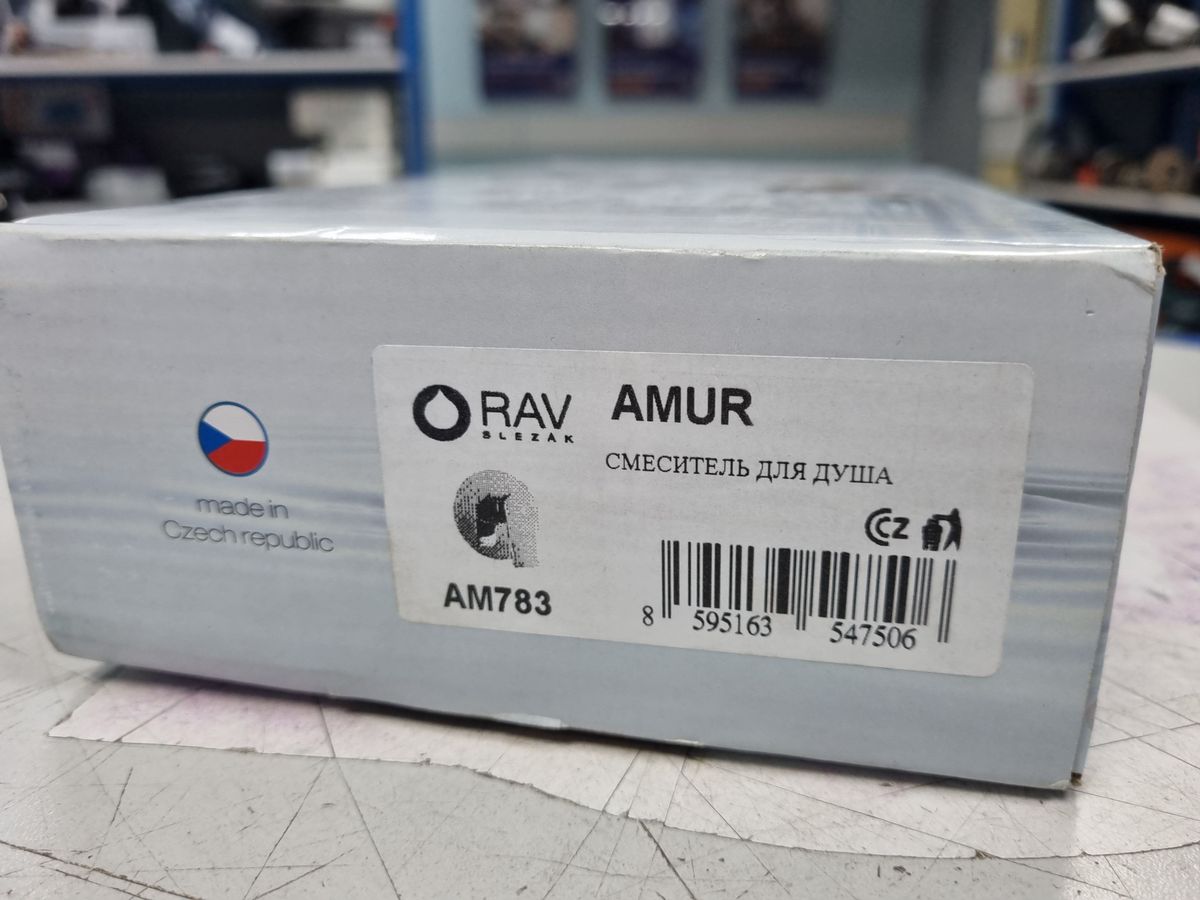 made in
Czech republic
RAV
SLEZAK
AMUR
СМЕСИТЕЛЬ ДЛЯ ДУША
CZ
AM783
8 595163 547506